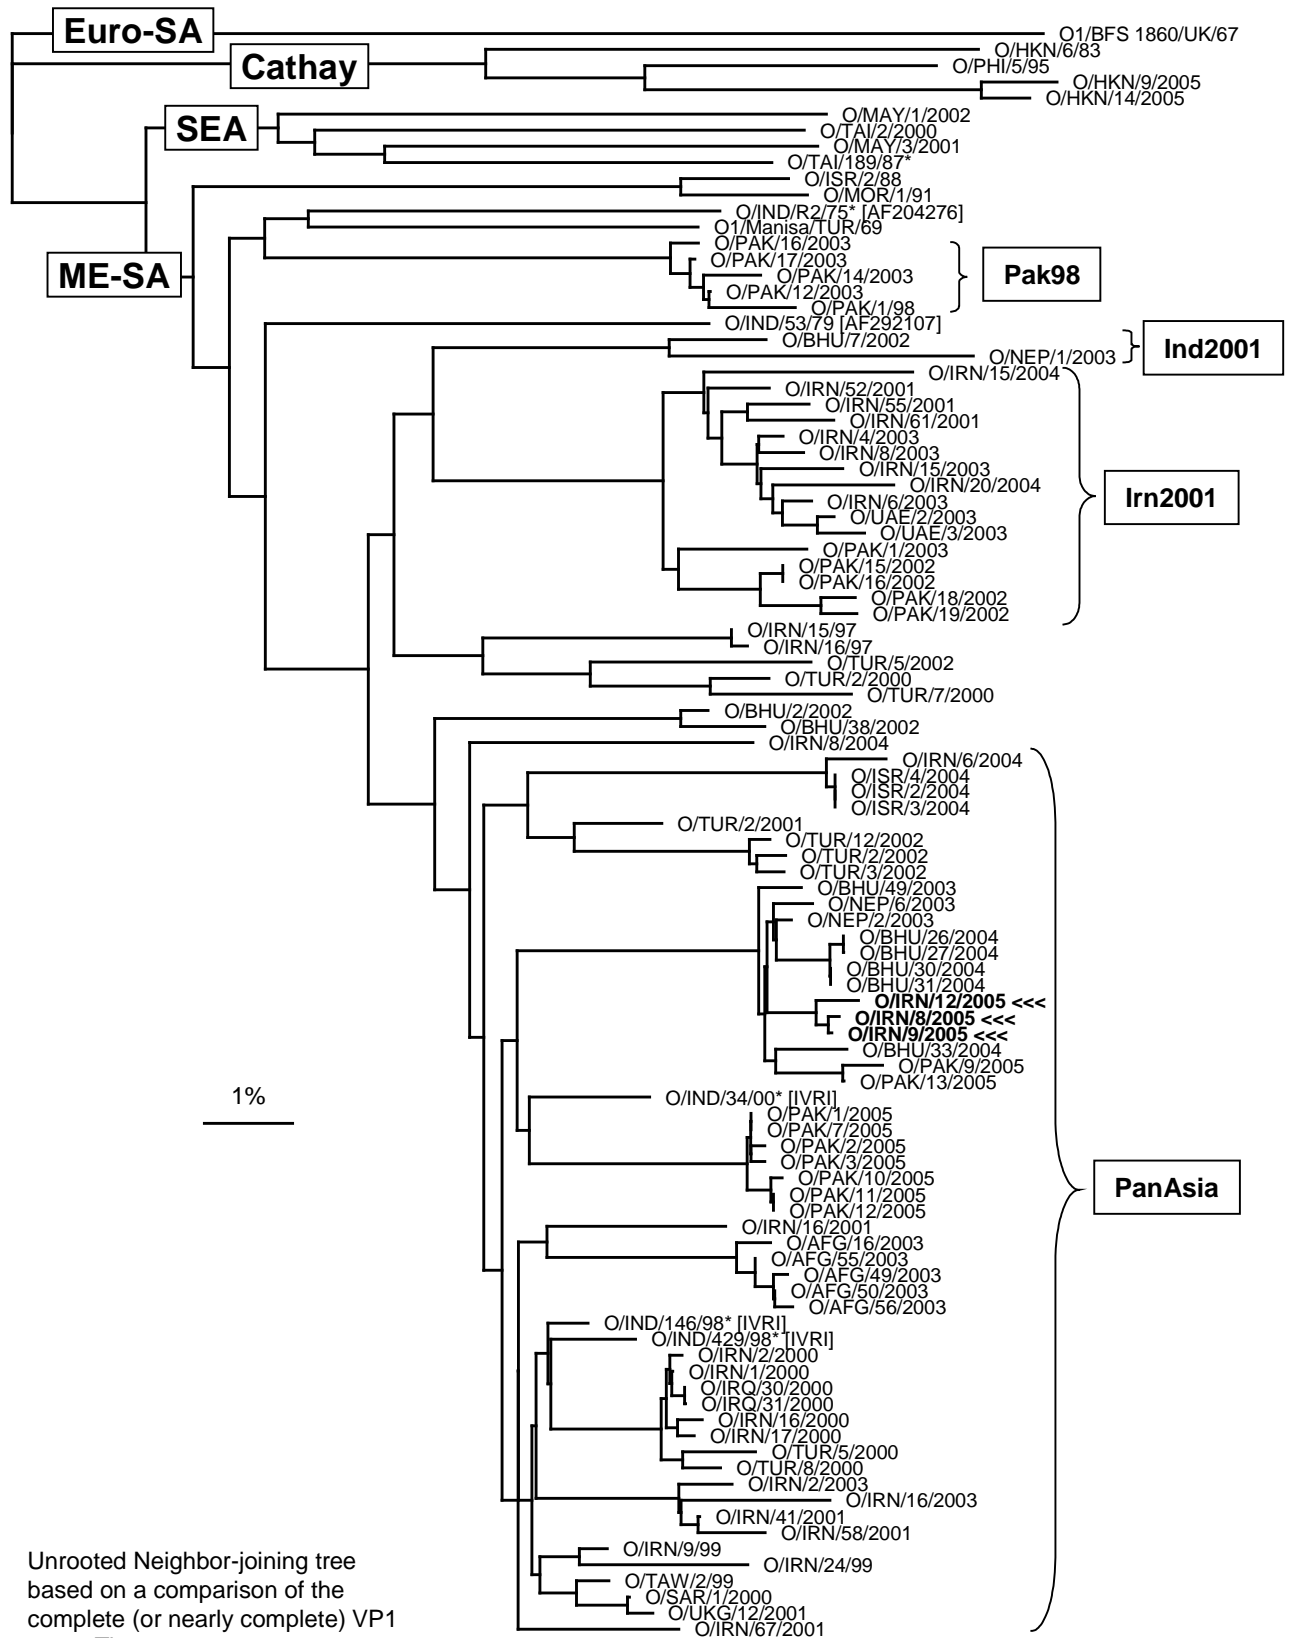 Euro-SA
O1/BFS 1860/UK/67
O/HKN/6/83
Cathay
O/PHI/5/95
O/HKN/9/2005
O/HKN/14/2005
O/MAY/1/2002
SEA
O/TAI/2/2000
O/MAY/3/2001
O/TAI/189/87*
O/ISR/2/88
O/MOR/1/91
O/IND/R2/75* [AF204276]
O1/Manisa/TUR/69
ME-SA
O/PAK/16/2003
O/PAK/17/2003
O/PAK/14/2003
O/PAK/12/2003
O/PAK/1/98
Pak98
O/IND/53/79 [AF292107]
O/BHU/7/2002
O/NEP/1/2003
Ind2001
O/IRN/15/2004
O/IRN/52/2001
O/IRN/55/2001
O/IRN/61/2001
O/IRN/4/2003
O/IRN/8/2003
O/IRN/15/2003
O/IRN/20/2004
O/IRN/6/2003
O/UAE/2/2003
O/UAE/3/2003
Irn2001
O/PAK/1/2003
O/PAK/15/2002
O/PAK/16/2002
O/PAK/18/2002
O/PAK/19/2002
O/IRN/15/97
O/IRN/16/97
O/TUR/5/2002
O/TUR/2/2000
O/TUR/7/2000
O/BHU/2/2002
O/BHU/38/2002
O/IRN/8/2004
O/IRN/6/2004
O/ISR/4/2004
O/ISR/2/2004
O/ISR/3/2004
O/TUR/2/2001
O/TUR/12/2002
O/TUR/2/2002
O/TUR/3/2002
O/BHU/49/2003
O/NEP/6/2003
O/NEP/2/2003
O/BHU/26/2004
O/BHU/27/2004
O/BHU/30/2004
O/BHU/31/2004
O/IRN/12/2005 <<<
O/IRN/8/2005 <<<
O/IRN/9/2005 <<<
O/BHU/33/2004
O/PAK/9/2005
O/PAK/13/2005
1%
O/IND/34/00* [IVRI]
O/PAK/1/2005
O/PAK/7/2005
O/PAK/2/2005
O/PAK/3/2005
O/PAK/10/2005
O/PAK/11/2005
O/PAK/12/2005
PanAsia
O/IRN/16/2001
O/AFG/16/2003
O/AFG/55/2003
O/AFG/49/2003
O/AFG/50/2003
O/AFG/56/2003
O/IND/146/98* [IVRI]
O/IND/429/98* [IVRI]
O/IRN/2/2000
O/IRN/1/2000
O/IRQ/30/2000
O/IRQ/31/2000
O/IRN/16/2000
O/IRN/17/2000
O/TUR/5/2000
O/TUR/8/2000
O/IRN/2/2003
O/IRN/16/2003
O/IRN/41/2001
O/IRN/58/2001
O/IRN/9/99
O/IRN/24/99
O/TAW/2/99
O/SAR/1/2000
O/UKG/12/2001
O/IRN/67/2001
Unrooted Neighbor-joining tree
based on a comparison of the
complete (or nearly complete) VP1